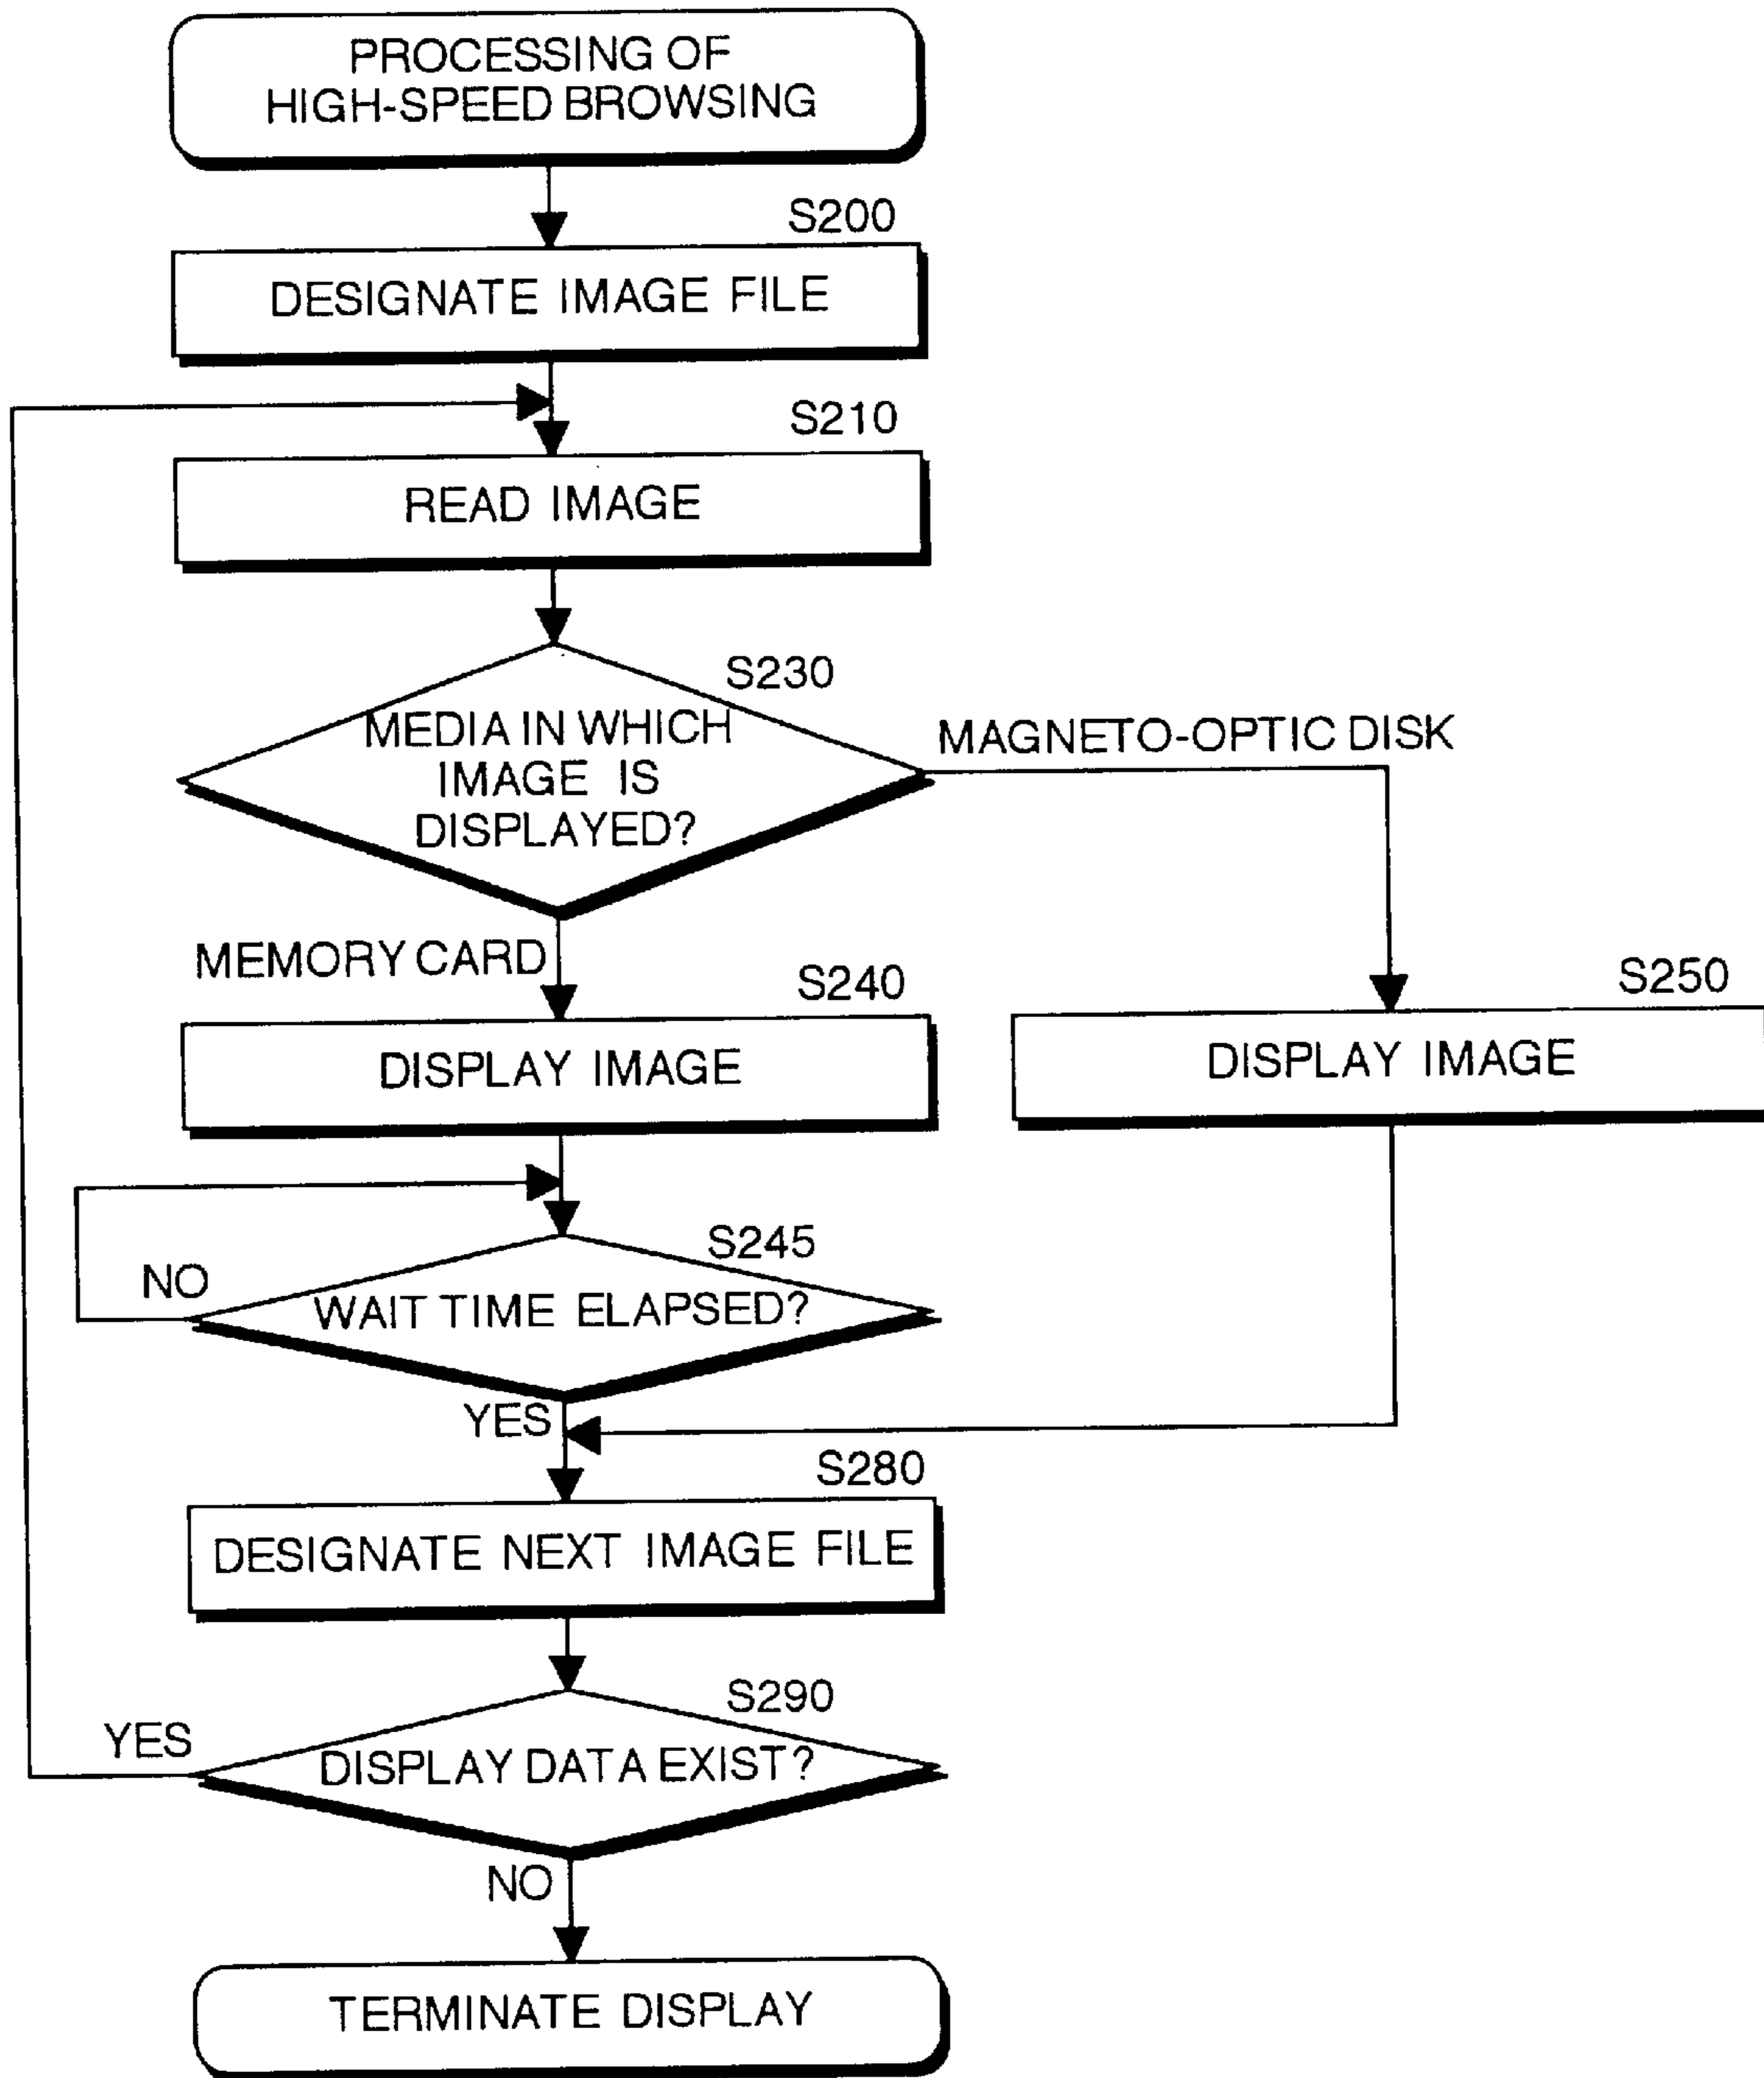 PROCESSING OF
HIGH-SPEED BROWSING
S200
DESIGNATE IMAGE FILE
S210
READ IMAGE
S230
MEDIA IN WHICH
IMAGE IS
DISPLAYED?
MAGNETO-OPTIC DISK
MEMORY CARD
S240
DISPLAY IMAGE
S250
DISPLAY IMAGE
S245
NO
WAIT TIME ELAPSED?
YES
S280
DESIGNATE NEXT IMAGE FILE
S290
YES
DISPLAY DATA EXIST?
NO
TERMINATE DISPLAY